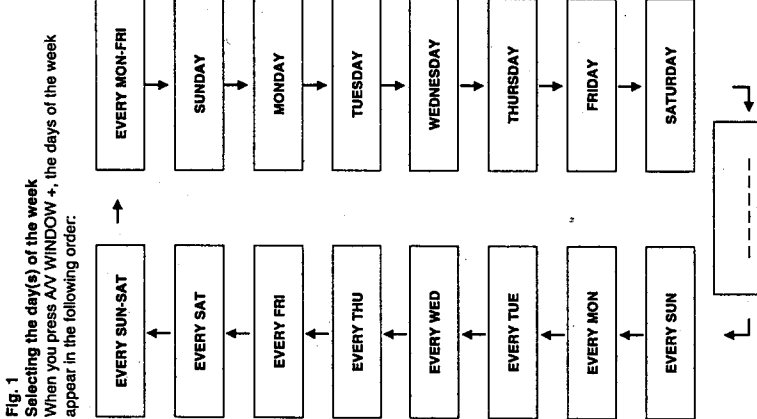 Fig. 1
Selecting the day(s) of the week
When you press A/V WINDOW +, the days of the week
appear in the following order:
EVERY SUN-SAT
EVERY SAT
EVERY FRI
EVERY THU
EVERY WED
EVERY TUE
EVERY MON
EVERY SUN
EVERY MON-FRI
SUNDAY
MONDAY
TUESDAY
WEDNESDAY
THURSDAY
FRIDAY
SATURDAY
------